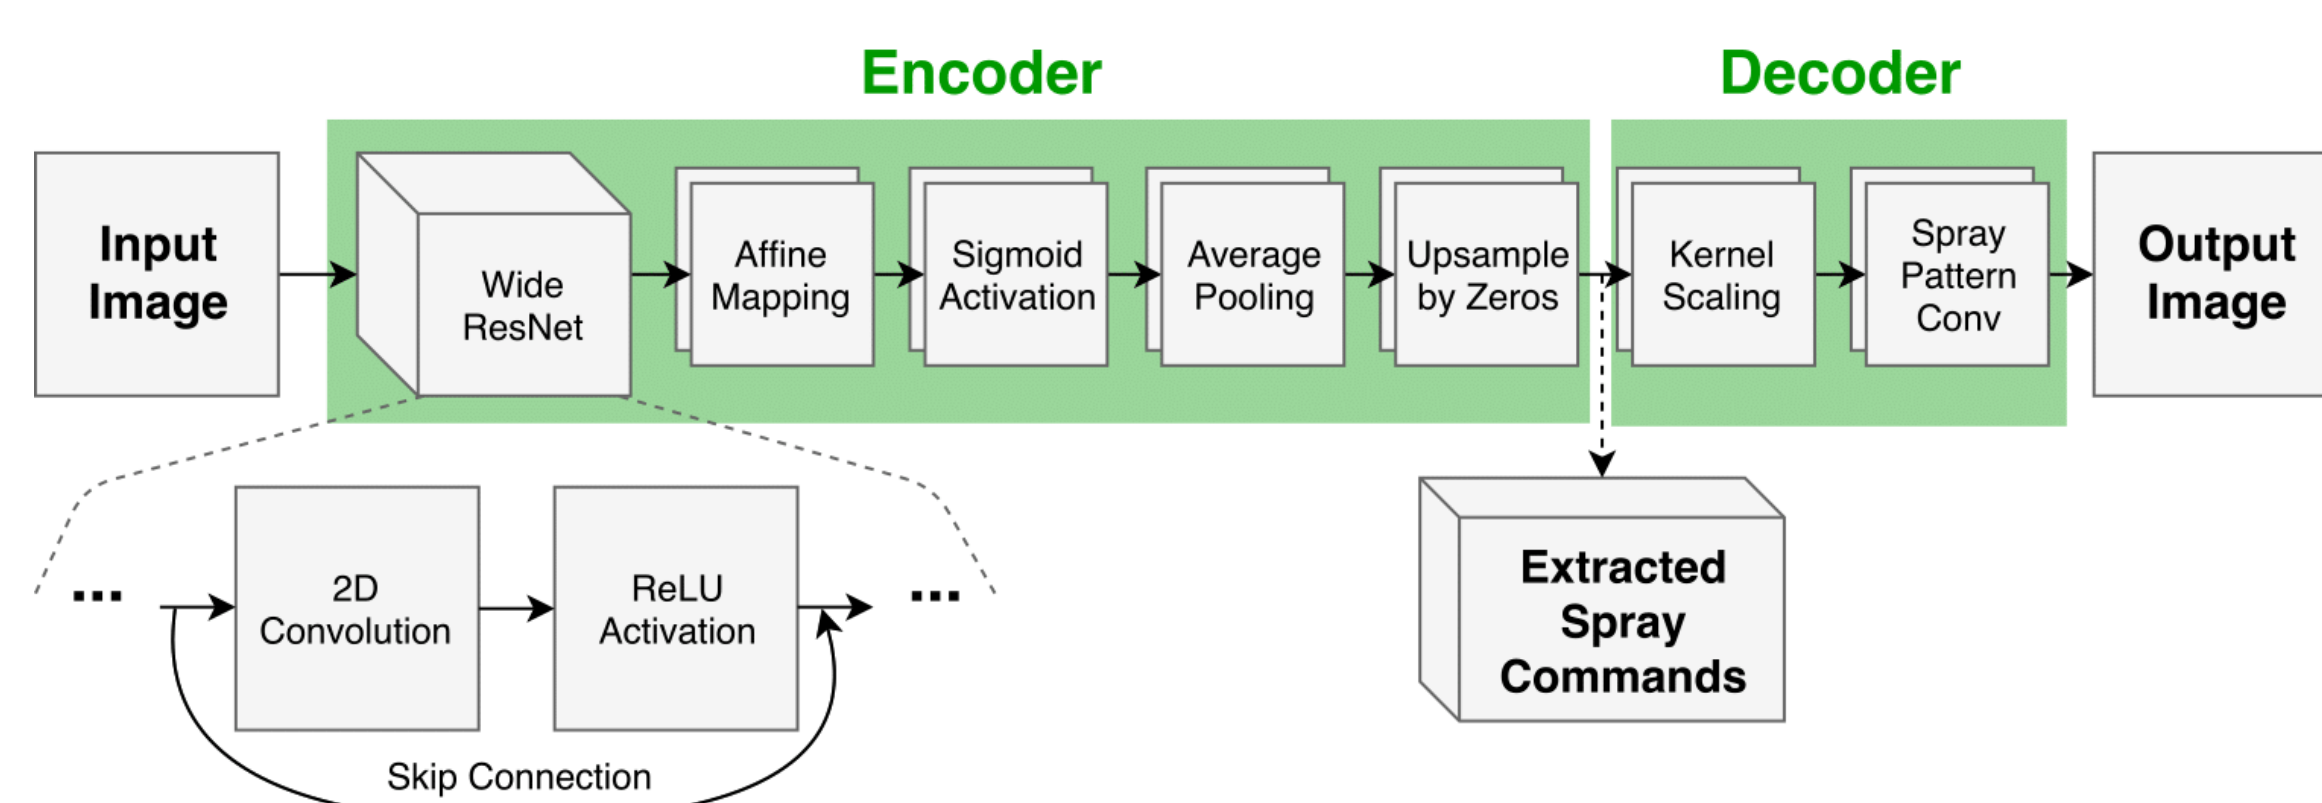 Encoder
Decoder
Input
Image
Wide
ResNet
Affine
Mapping
Sigmoid
Activation
Average
Pooling
Upsample
by Zeros
Kernel
Scaling
Spray
Pattern
Conv
Output
Image
...
2D
Convolution
ReLU
Activation
...
Skip Connection
Extracted
Spray
Commands